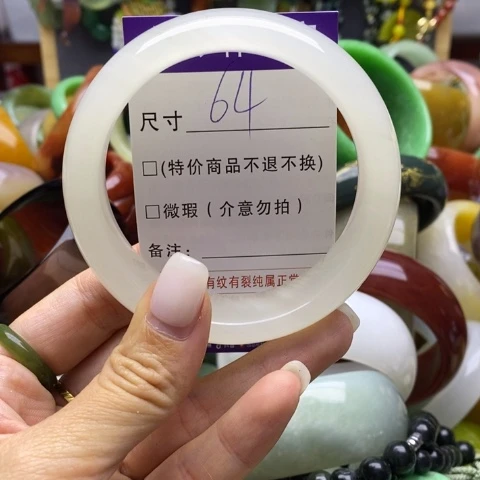 尺寸 64
□(特价商品不退不换)
□微瑕（介意勿拍）
备注:
有纹有裂纯属正常